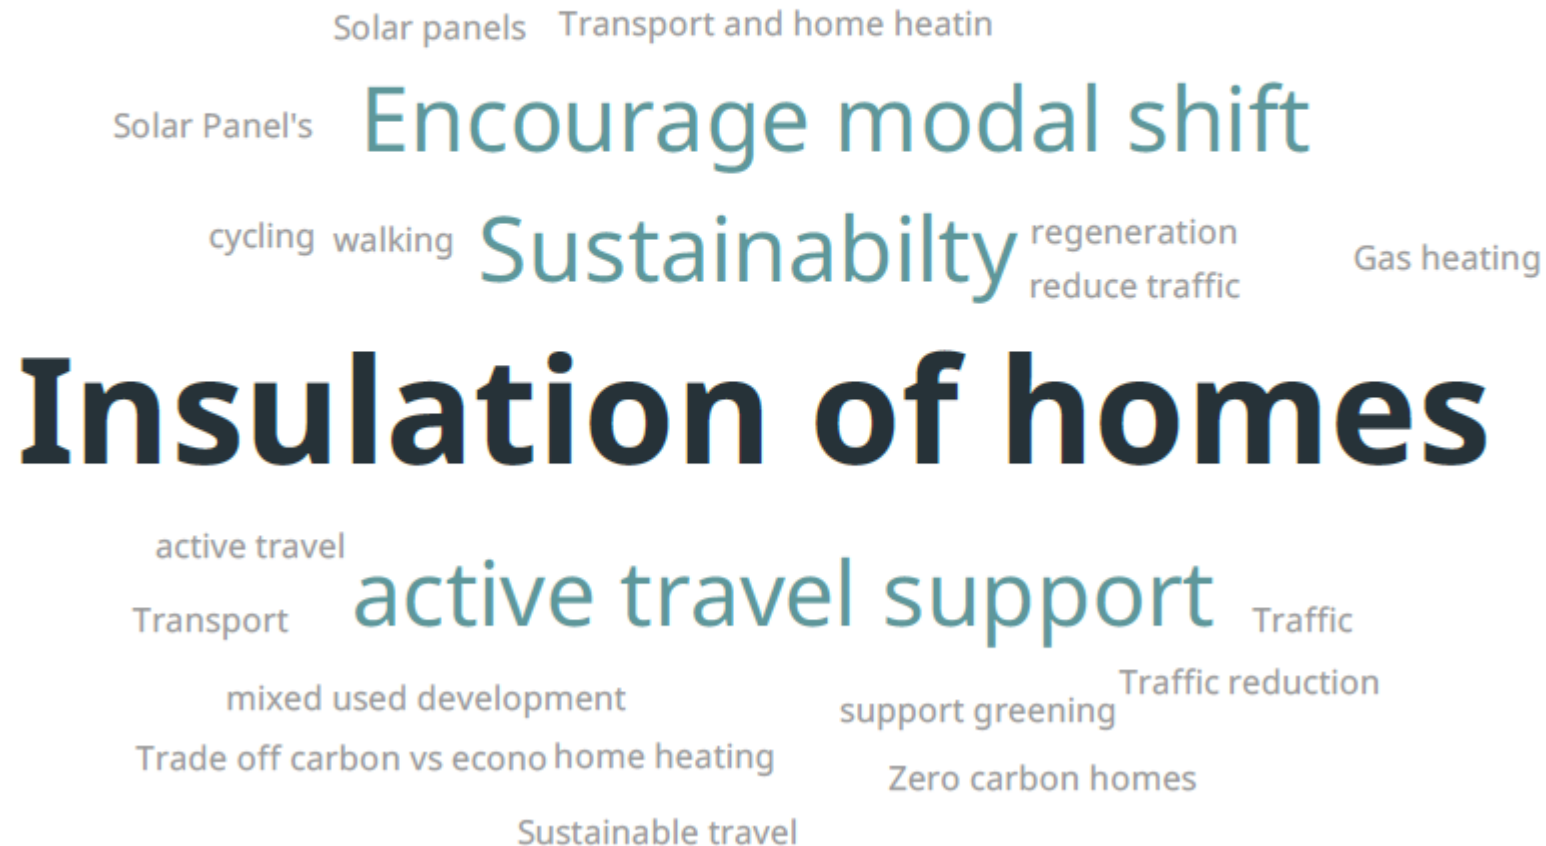 Solar panels Transport and home heatin
Solar Panel's Encourage modal shift
cycling walking Sustainabilty regeneration
reduce traffic
Gas heating
Insulation of homes
active travel
active travel support
Transport
Traffic
Traffic reduction
mixed used development
support greening
Trade off carbon vs econo home heating
Zero carbon homes
Sustainable travel